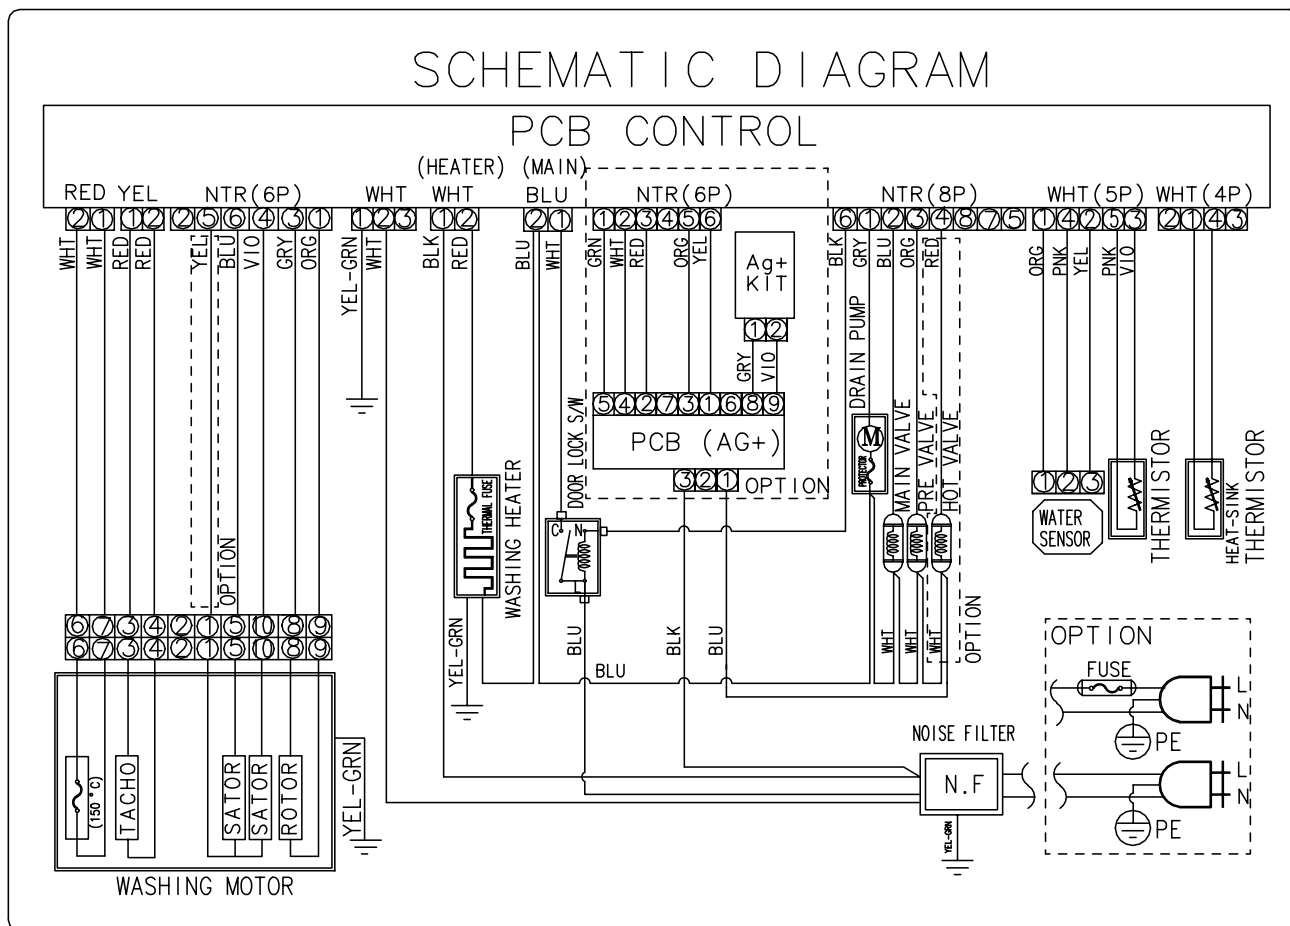 SCHEMATIC DIAGRAM
PCB CONTROL
(HEATER) (MAIN)
RED YEL NTR(6P) WHT WHT BLU NTR(6P) NTR(8P) WHT(5P) WHT(4P)
2 1 1 2 2 5 6 4 3 1 1 2 3 1 2 2 1 1 2 3 4 5 6 6 1 2 3 4 8 7 5 1 4 2 5 3 2 1 4 3
WHT WHT RED RED YEL BLU VIO GRY ORG YEL-GRN WHT BLK RED BLU WHT GRN WHT RED ORG YEL BLK GRY BLU ORG RED ORG PNK YEL PNK VIO
Ag+
KIT
1 2
GRY VIO
5 4 2 7 3 1 6 8 9
PCB (AG+)
3 2 1
OPTION
DRAIN PUMP
M
PROTECTOR
MAIN VALVE
PRE VALVE
HOT VALVE
DOOR LOCK S/W
C N
L
THERMAL FUSE
WASHING HEATER
1 2 3
WATER
SENSOR
THERMISTOR
HEAT-SINK
THERMISTOR
OPTION
6 7 3 4 2 1 5 10 8 9
6 7 3 4 2 1 5 10 8 9
YEL-GRN
BLU
BLU
BLK
BLU
WHT WHT WHT
OPTION
OPTION
FUSE
L
N
PE
NOISE FILTER
N.F
YEL-GRN
L
N
PE
(150°C)
TACHO
SATOR
SATOR
ROTOR
YEL-GRN
WASHING MOTOR